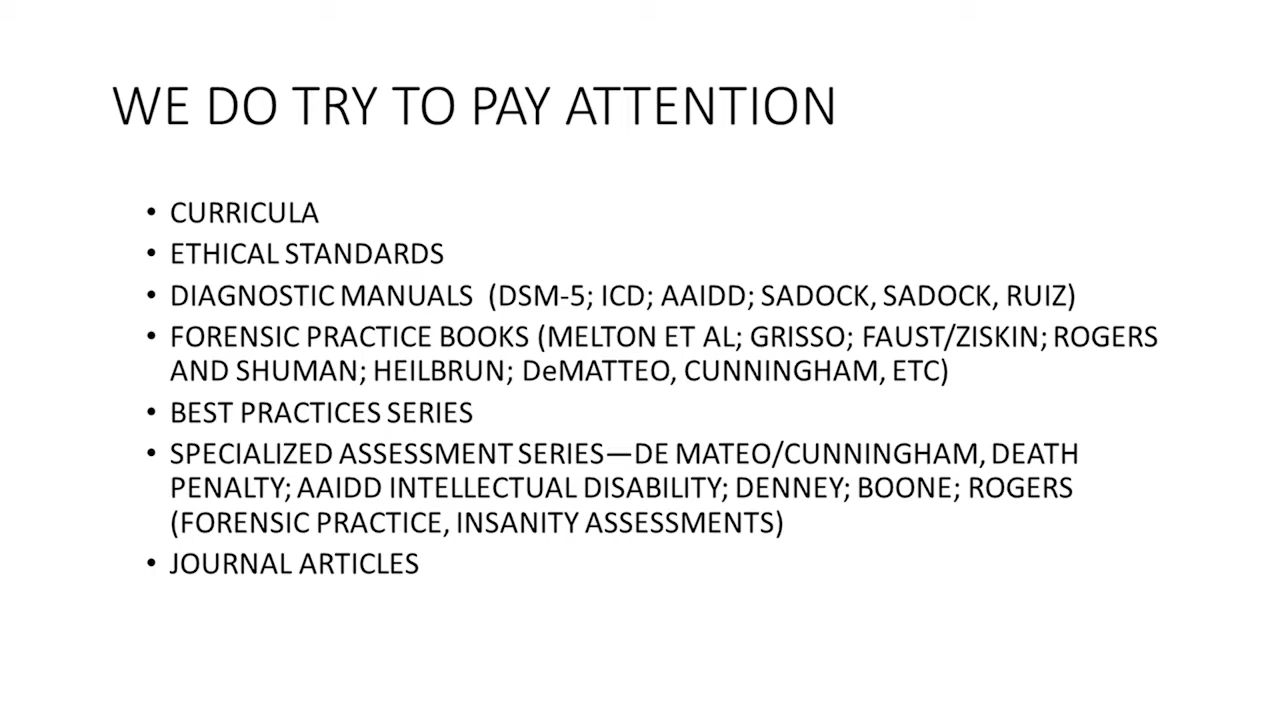 WE DO TRY TO PAY ATTENTION
• CURRICULA
• ETHICAL STANDARDS
• DIAGNOSTIC MANUALS (DSM-5; ICD; AAIDD; SADOCK, SADOCK, RUIZ)
• FORENSIC PRACTICE BOOKS (MELTON ET AL; GRISSO; FAUST/ZISKIN; ROGERS
AND SHUMAN; HEILBRUN; DeMATTEO, CUNNINGHAM, ETC)
• BEST PRACTICES SERIES
• SPECIALIZED ASSESSMENT SERIES—DE MATEO/CUNNINGHAM, DEATH
PENALTY; AAIDD INTELLECTUAL DISABILITY; DENNEY; BOONE; ROGERS
(FORENSIC PRACTICE, INSANITY ASSESSMENTS)
• JOURNAL ARTICLES